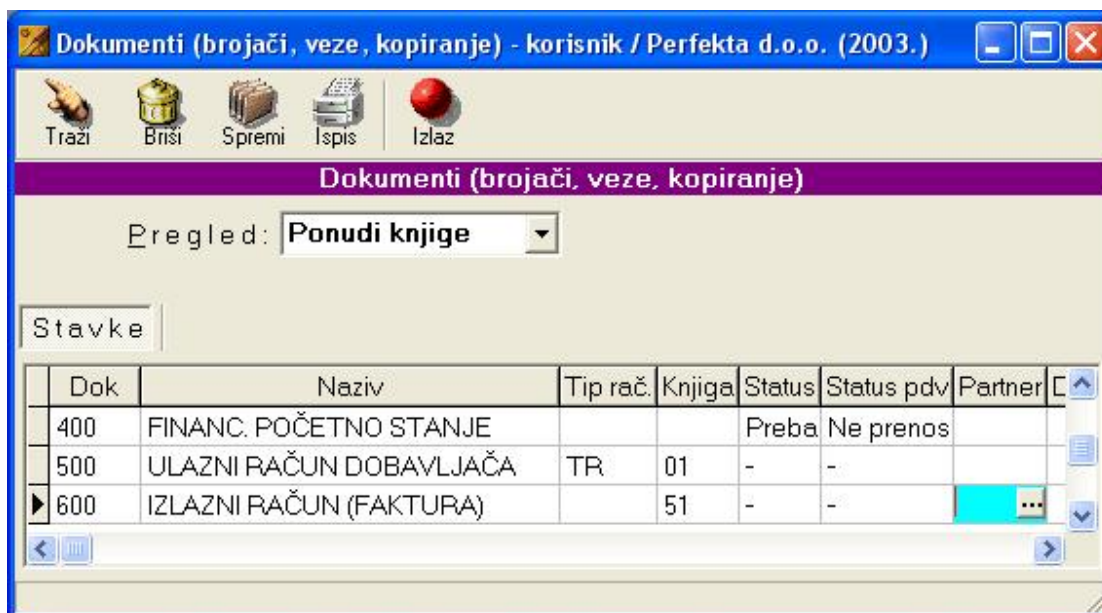 Dokumenti (brojači, veze, kopiranje) - korisnik / Perfekta d.o.o. (2003.)
Traži Briši Spremi Ispis Izlaz
Dokumenti (brojači, veze, kopiranje)
Pregled: Ponudi knjige
Stavke
Dok Naziv Tip rač. Knjiga Status Status pdv Partner D
400 FINANC. POČETNO STANJE Preba Ne prenos
500 ULAZNI RAČUN DOBAVLJAČA TR 01 - -
600 IZLAZNI RAČUN (FAKTURA) 51 - - ...